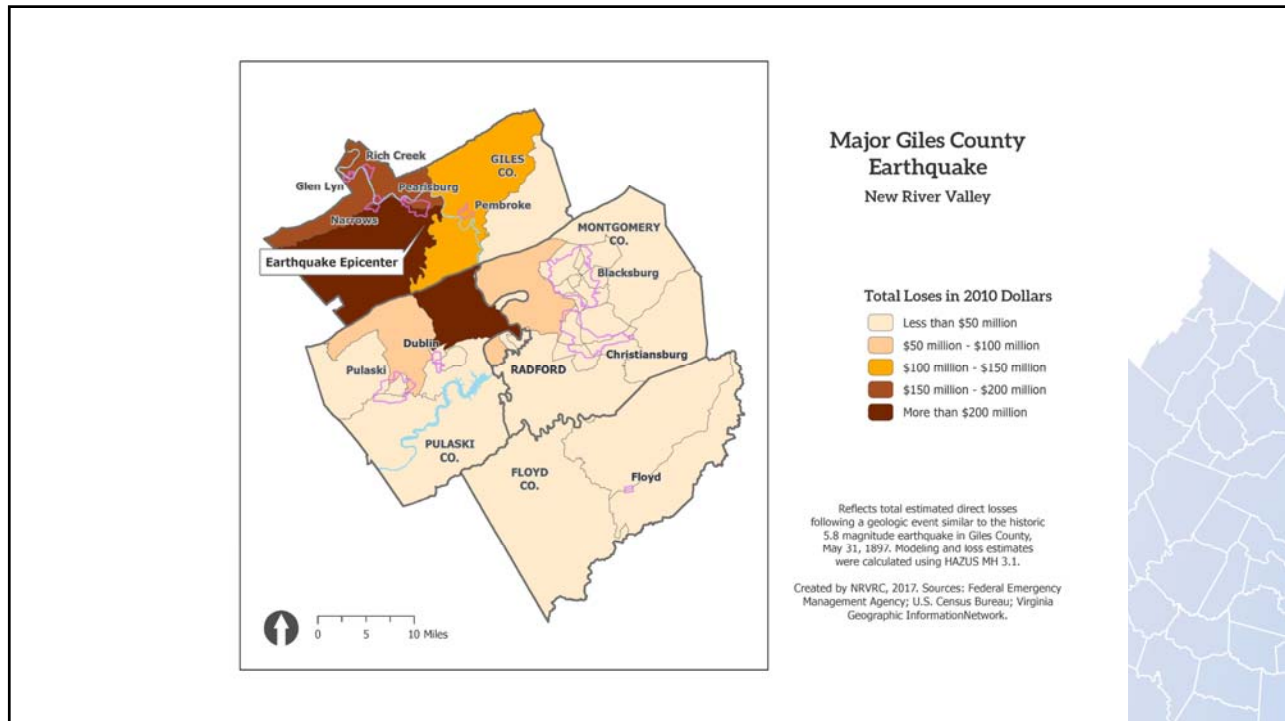 Rich Creek
GILES
CO.
Glen Lyn
Pearisburg
Narrows
Pembroke
Earthquake Epicenter
MONTGOMERY
CO.
Blacksburg
Dublin
Pulaski
RADFORD
Christiansburg
PULASKI
CO.
FLOYD
CO.
Floyd
0 5 10 Miles
Major Giles County
Earthquake
New River Valley
Total Loses in 2010 Dollars
Less than $50 million
$50 million - $100 million
$100 million - $150 million
$150 million - $200 million
More than $200 million
Reflects total estimated direct losses
following a geologic event similar to the historic
5.8 magnitude earthquake in Giles County,
May 31, 1897. Modeling and loss estimates
were calculated using HAZUS MH 3.1.
Created by NRVRC, 2017. Sources: Federal Emergency
Management Agency; U.S. Census Bureau; Virginia
Geographic InformationNetwork.